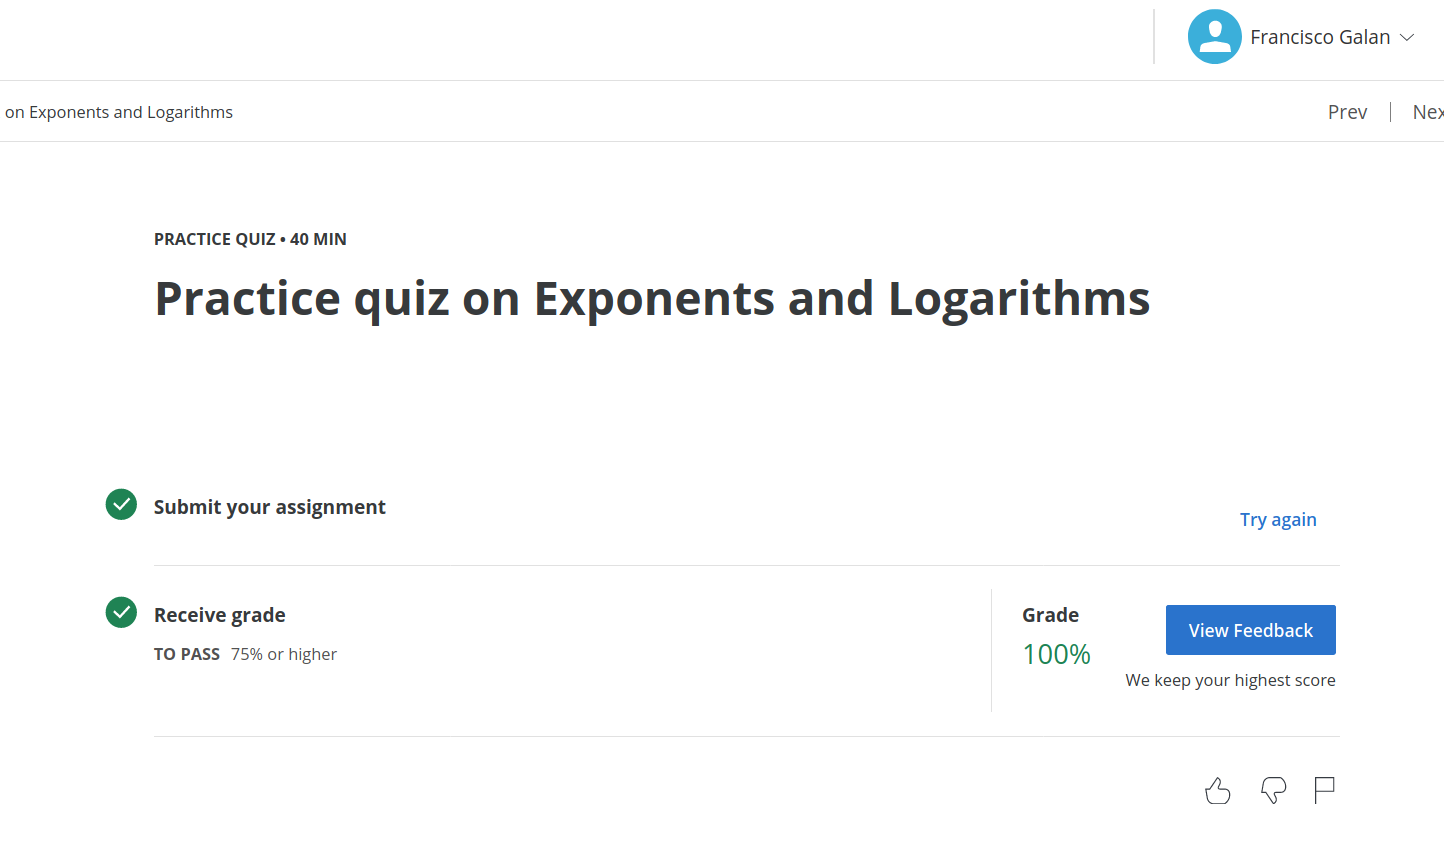 Francisco Galan
on Exponents and Logarithms
Prev
Nex
PRACTICE QUIZ • 40 MIN
Practice quiz on Exponents and Logarithms
Submit your assignment
Try again
Receive grade
TO PASS 75% or higher
Grade
100%
View Feedback
We keep your highest score